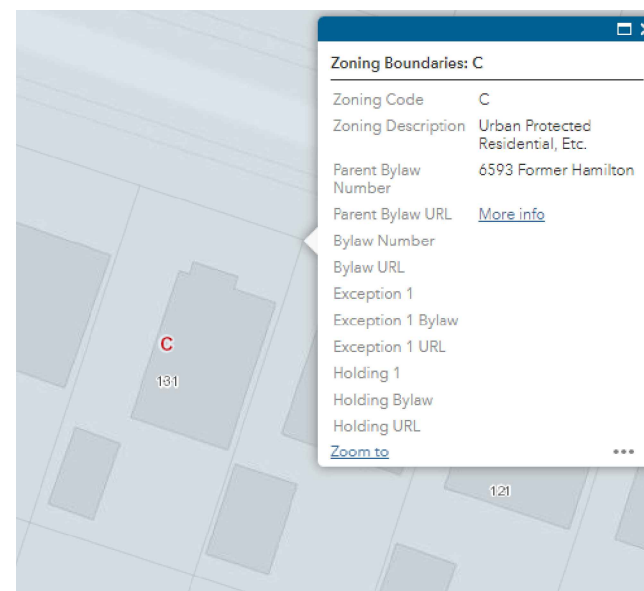 Zoning Boundaries: C
Zoning Code C
Zoning Description Urban Protected
Residential, Etc.
Parent Bylaw 6593 Former Hamilton
Number
Parent Bylaw URL More info
Bylaw Number
Bylaw URL
Exception 1
Exception 1 Bylaw
Exception 1 URL
Holding 1
Holding Bylaw
Holding URL
Zoom to
C
131
121